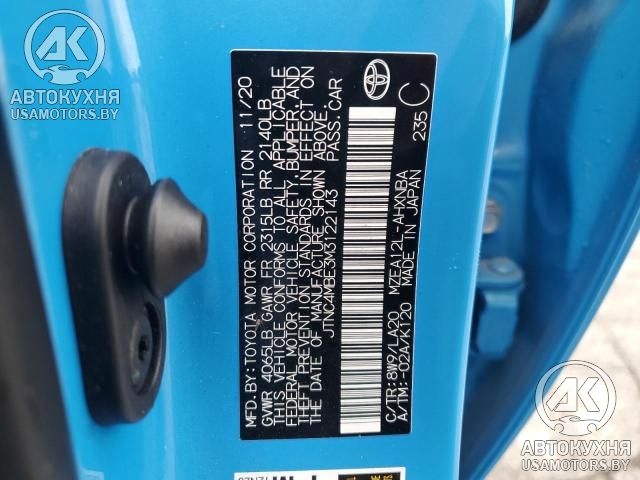 MFD.BY:TOYOTA MOTOR CORPORATION 11/20
GVWR 4065LB GAWR FR 2315LB RR 2140LB
THIS VEHICLE CONFORMS TO ALL APPLICABLE
FEDERAL MOTOR VEHICLE SAFETY, BUMPER, AND
THEFT PREVENTION STANDARDS IN EFFECT ON
THE DATE OF MANUFACTURE SHOWN ABOVE.
JTNC4MBE3M3122143 PASS.CAR
C/TR:8W9/LA20 MZEA12L-AHXNBA
A/TM:-02A/K120 MADE IN JAPAN 235 C
TOYOTA
АК
АВТОКУХНЯ
USAMOTORS.BY
АК
АВТОКУХНЯ
USAMOTORS.BY